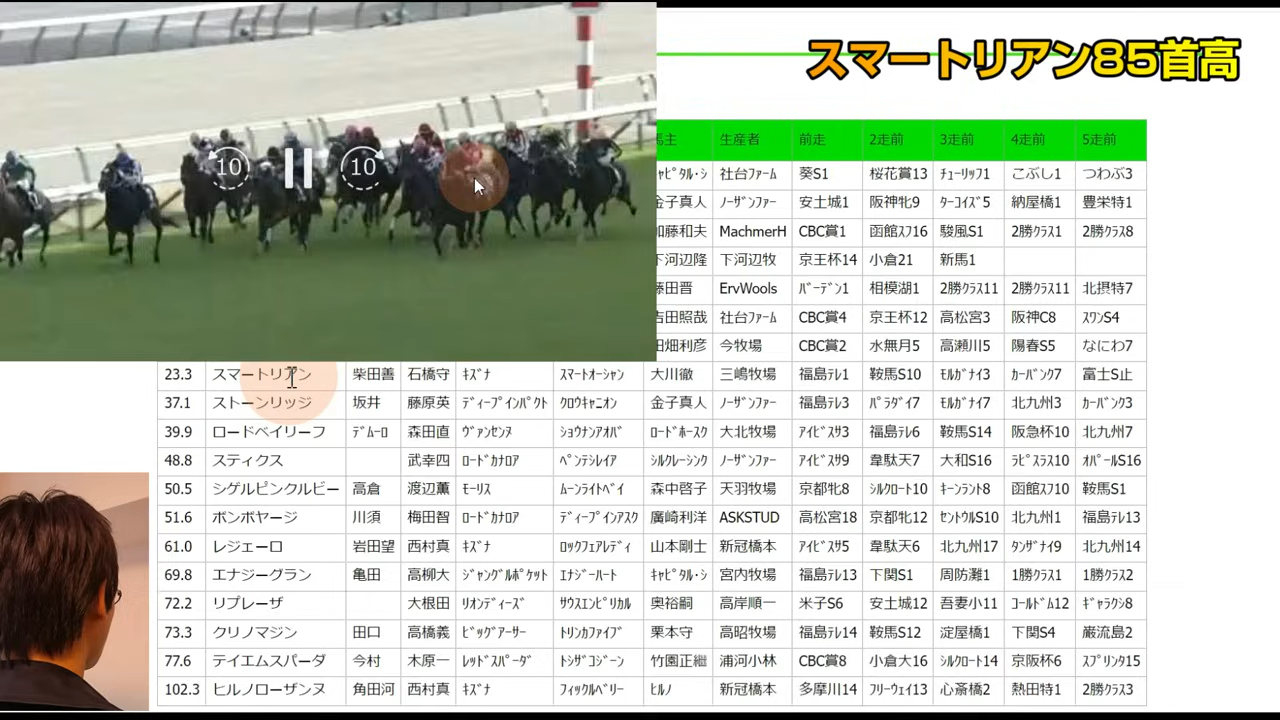 スマートリアン85首高
10 10
馬主 生産者 前走 2走前 3走前 4走前 5走前
ｬﾋﾟﾀﾙ･ｼ 社台ﾌｧｰﾑ 葵S1 桜花賞13 ﾁｭｰﾘｯﾌ1 こぶし1 つわぶ3
金子真人 ﾉｰｻﾞﾝﾌｧｰ 安土城1 阪神牝9 ﾀｰｺｲｽﾞ5 納屋橋1 豊栄特1
加藤和夫 MachmerH CBC賞1 函館ｽﾌ16 駿風S1 2勝ｸﾗｽ1 2勝ｸﾗｽ8
下河辺隆 下河辺牧 京王杯14 小倉21 新馬1
藤田晋 ErvWools ﾊﾞｰﾃﾞﾝ1 相模湖1 2勝ｸﾗｽ11 2勝ｸﾗｽ11 北摂特7
吉田照哉 社台ﾌｧｰﾑ CBC賞4 京王杯12 高松宮3 阪神C8 ｽﾜﾝS4
田畑利彦 今牧場 CBC賞2 水無月5 高瀬川5 陽春S5 なにわ7
23.3 スマートリアン 柴田善 石橋守 ｷｽﾞﾅ ｽﾏｰﾄｵｰｼｬﾝ 大川徹 三嶋牧場 福島ﾃﾚ1 鞍馬S10 ﾓﾙｶﾞﾅｲ3 ｶｰﾊﾞﾝｸ7 富士S止
37.1 ストーンリッジ 坂井 藤原英 ﾃﾞｨｰﾌﾟｲﾝﾊﾟｸﾄ ｸﾛｳｷｬﾆｵﾝ 金子真人 ﾉｰｻﾞﾝﾌｧｰ 福島ﾃﾚ3 ﾊﾟﾗﾀﾞｲ7 ﾓﾙｶﾞﾅｲ7 北九州3 ｶｰﾊﾞﾝｸ3
39.9 ロードベイリーフ ﾃﾞﾑｰﾛ 森田直 ｳﾞｧﾝｾﾝﾇ ｼｮｳﾅﾝｱｵﾊﾞ ﾛｰﾄﾞﾎｰｽｸ 大北牧場 ｱｲﾋﾞｽｻ3 福島ﾃﾚ6 鞍馬S14 阪急杯10 北九州7
48.8 スティクス 武幸四 ﾛｰﾄﾞｶﾅﾛｱ ﾍﾟﾝﾃｼﾚｲｱ ｼﾙｸﾚｰｼﾝｸ ﾉｰｻﾞﾝﾌｧｰ ｱｲﾋﾞｽｻ9 韋駄天7 大和S16 ﾗﾋﾟｽﾗｽ10 ｵﾊﾟｰﾙS16
50.5 シゲルピンクルビー 高倉 渡辺薫 ﾓｰﾘｽ ﾑｰﾝﾗｲﾄﾍﾞｲ 森中啓子 天羽牧場 京都牝8 ｼﾙｸﾛｰﾄ10 ｷｰﾝﾗﾝﾄ8 函館ｽﾌ10 鞍馬S1
51.6 ボンボヤージ 川須 梅田智 ﾛｰﾄﾞｶﾅﾛｱ ﾃﾞｨｰﾌﾟｲﾝｱｽｸ 廣崎利洋 ASKSTUD 高松宮18 京都牝12 ｾﾝﾄｳﾙS10 北九州1 福島ﾃﾚ13
61.0 レジェーロ 岩田望 西村真 ｷｽﾞﾅ ﾛｯｸﾌｪｱﾚﾃﾞｨ 山本剛士 新冠橋本 ｱｲﾋﾞｽｻ5 韋駄天6 北九州17 ﾀﾝｻﾞﾅｲ9 北九州14
69.8 エナジーグラン 亀田 高柳大 ｼﾞｬﾝｸﾞﾙﾎﾟｹｯﾄ ｴﾅｼﾞｰﾊｰﾄ ｷｬﾋﾟﾀﾙ･ｼ 宮内牧場 福島ﾃﾚ13 下関S1 周防灘1 1勝ｸﾗｽ1 1勝ｸﾗｽ2
72.2 リプレーザ 大根田 ﾘｵﾝﾃﾞｨｰｽﾞ ｻｳｽｴﾝﾋﾟﾘｶﾙ 奥裕嗣 高岸順一 米子S6 安土城12 吾妻小11 ｺｰﾙﾄﾞﾑ12 ｷﾞｬﾗｸｼ8
73.3 クリノマジン 田口 高橋義 ﾋﾞｯｸﾞｱｰｻｰ ﾄﾘﾝｶﾌｧｲﾌﾞ 栗本守 高昭牧場 福島ﾃﾚ14 鞍馬S12 淀屋橋1 下関S4 巌流島2
77.6 テイエムスパーダ 今村 木原一 ﾚｯﾄﾞｽﾊﾟｰﾀﾞ ﾄｼｻﾞｺﾞｼﾞｰﾝ 竹園正繼 浦河小林 CBC賞8 小倉大16 ｼﾙｸﾛｰﾄ14 京阪杯6 ｽﾌﾟﾘﾝﾀ15
102.3 ヒルノローザンヌ 角田河 西村真 ｷｽﾞﾅ ﾌｨｯｸﾙﾍﾞﾘｰ ﾋﾙﾉ 新冠橋本 多摩川14 ﾌﾘｰｳｪｲ13 心斎橋2 熱田特1 2勝ｸﾗｽ3